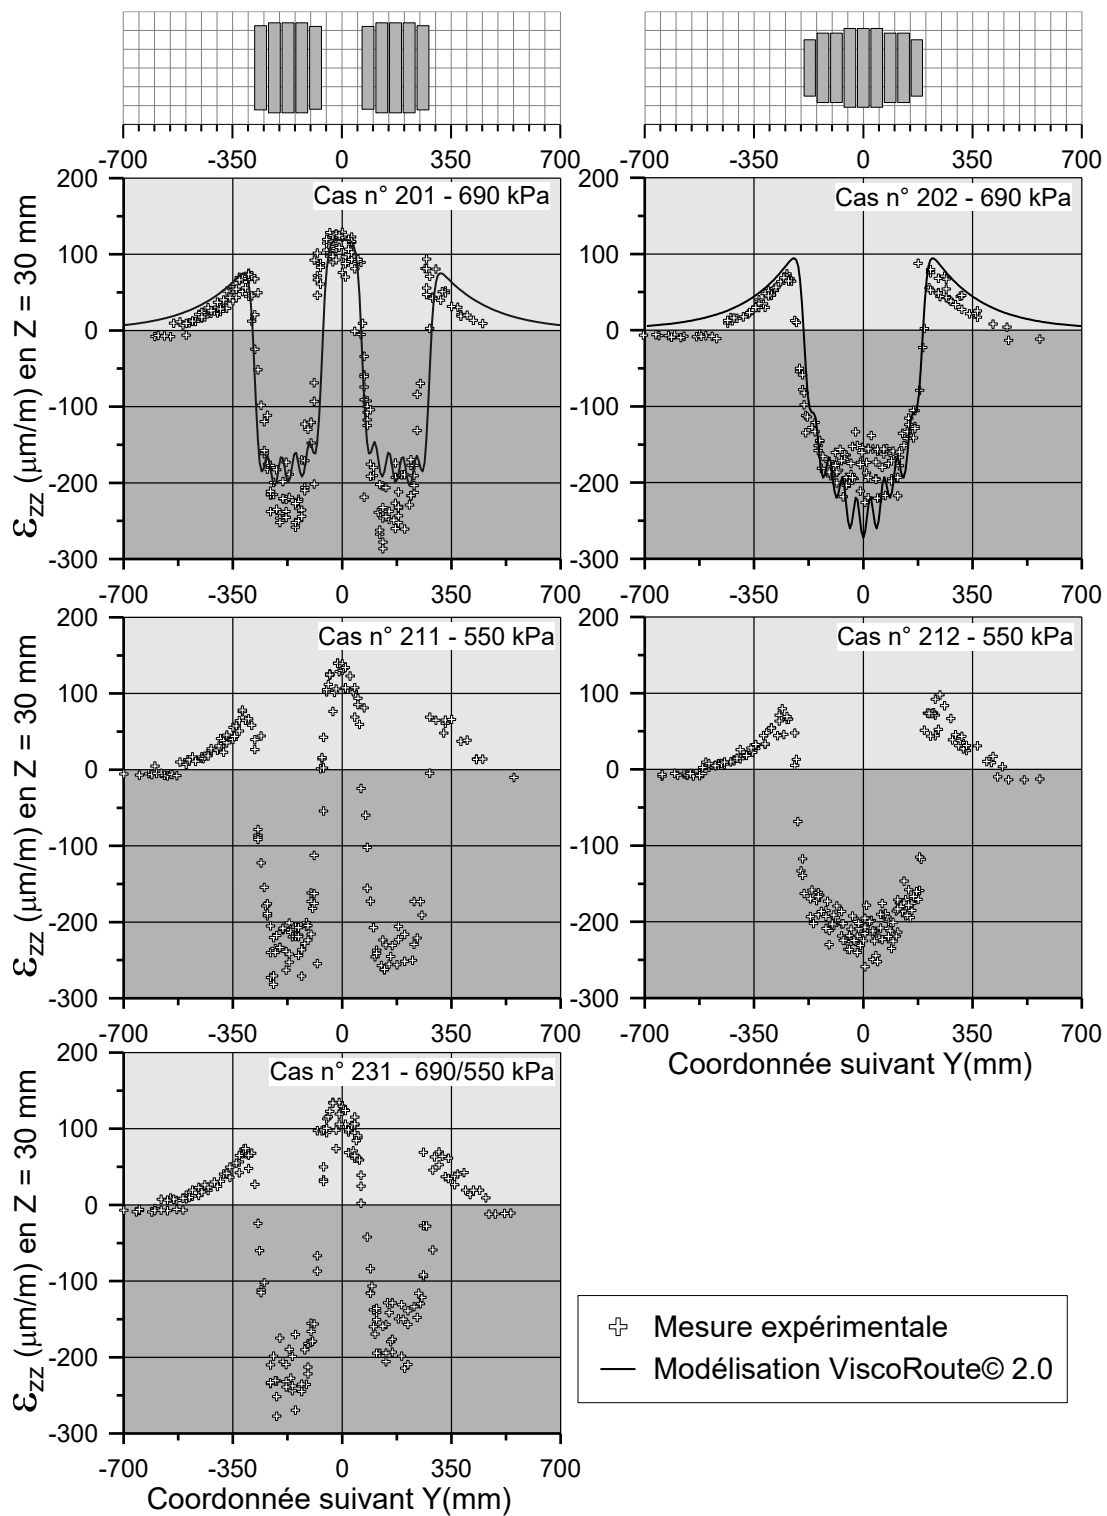 -700 -350 0 350 700
-700 -350 0 350 700
200
100
0
-100
-200
-300
εzz (μm/m) en Z = 30 mm
Cas n° 201 - 690 kPa
-700 -350 0 350 700
200
100
0
-100
-200
-300
Cas n° 202 - 690 kPa
-700 -350 0 350 700
200
100
0
-100
-200
-300
εzz (μm/m) en Z = 30 mm
Cas n° 211 - 550 kPa
-700 -350 0 350 700
200
100
0
-100
-200
-300
Cas n° 212 - 550 kPa
-700 -350 0 350 700
Coordonnée suivant Y(mm)
200
100
0
-100
-200
-300
εzz (μm/m) en Z = 30 mm
Cas n° 231 - 690/550 kPa
-700 -350 0 350 700
Coordonnée suivant Y(mm)
Mesure expérimentale
Modélisation ViscoRoute© 2.0